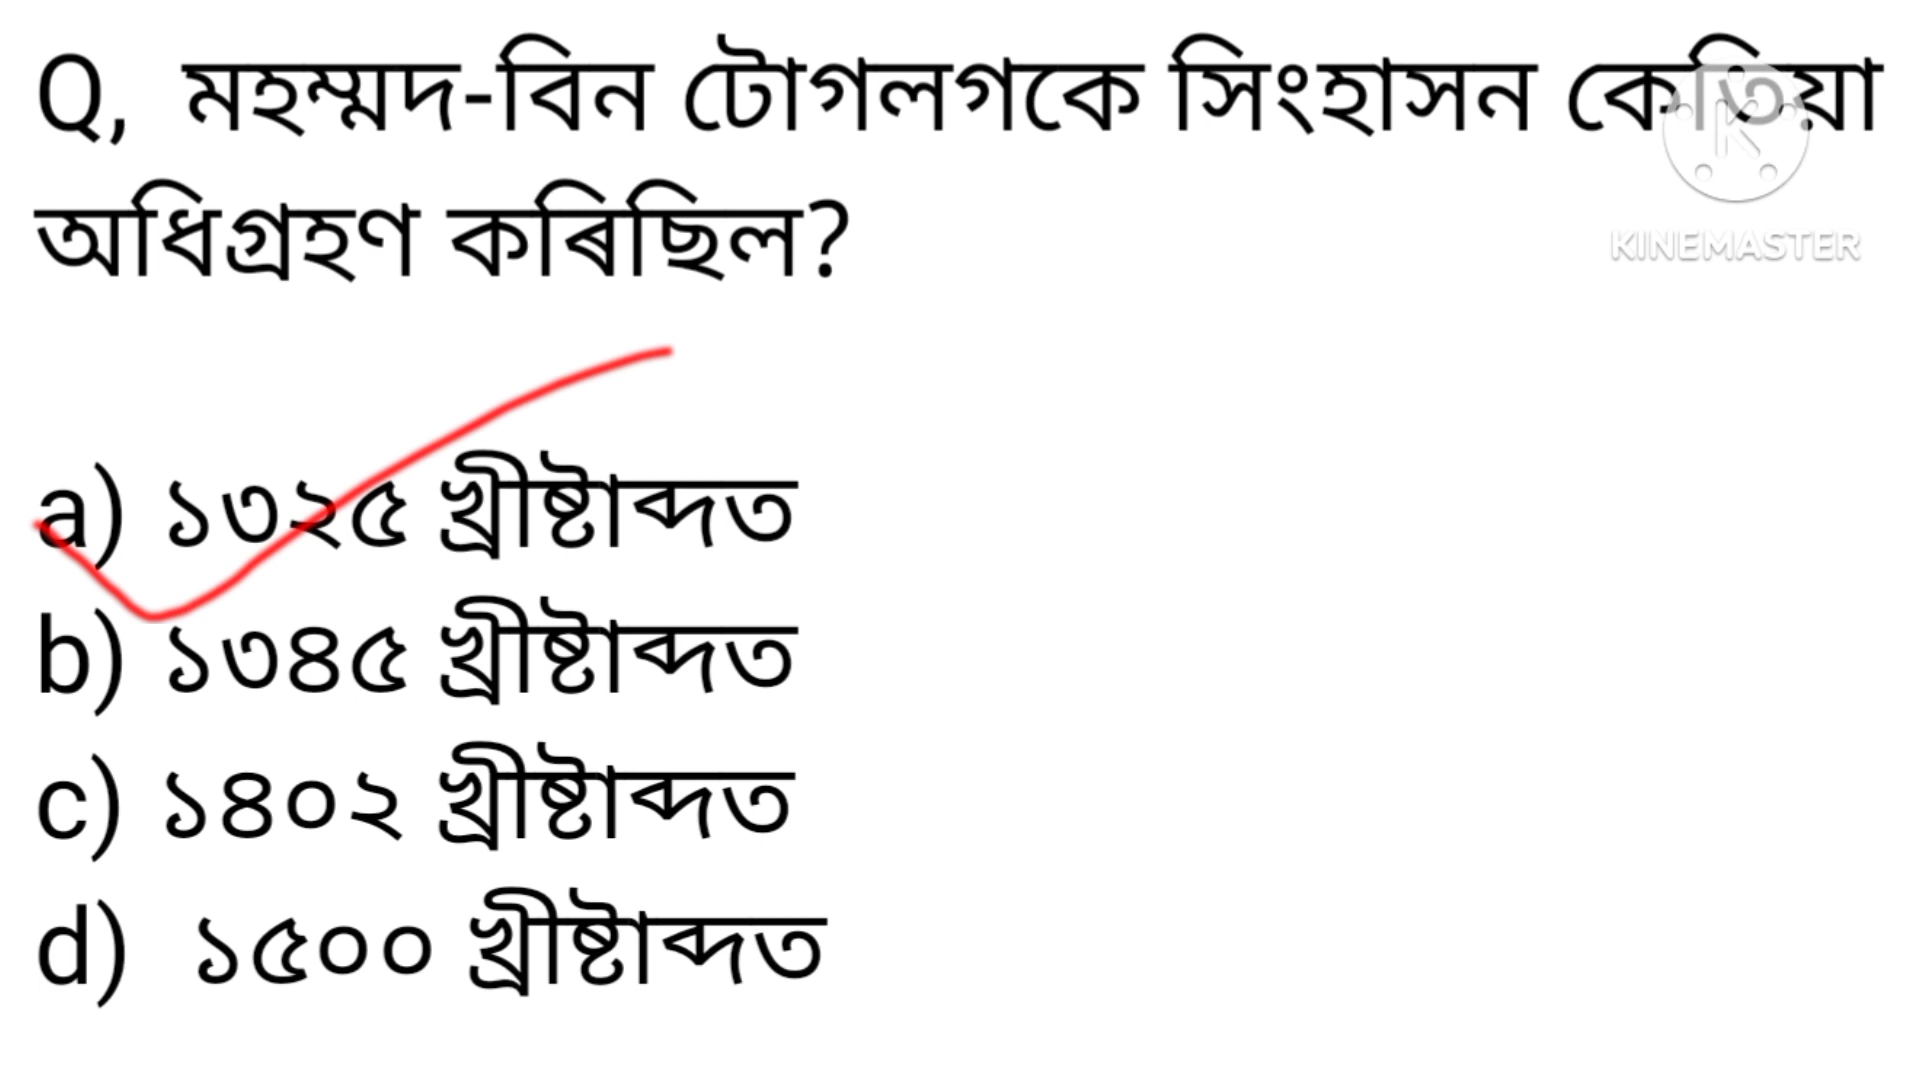 Q, মহম্মদ-বিন টোগলগকে সিংহাসন কেতিয়া
অধিগ্ৰহণ কৰিছিল?
KINEMASTER
a) ১৩২৫ খ্ৰীষ্টাব্দত
b) ১৩৪৫ খ্ৰীষ্টাব্দত
c) ১৪০২ খ্ৰীষ্টাব্দত
d) ১৫০০ খ্ৰীষ্টাব্দত